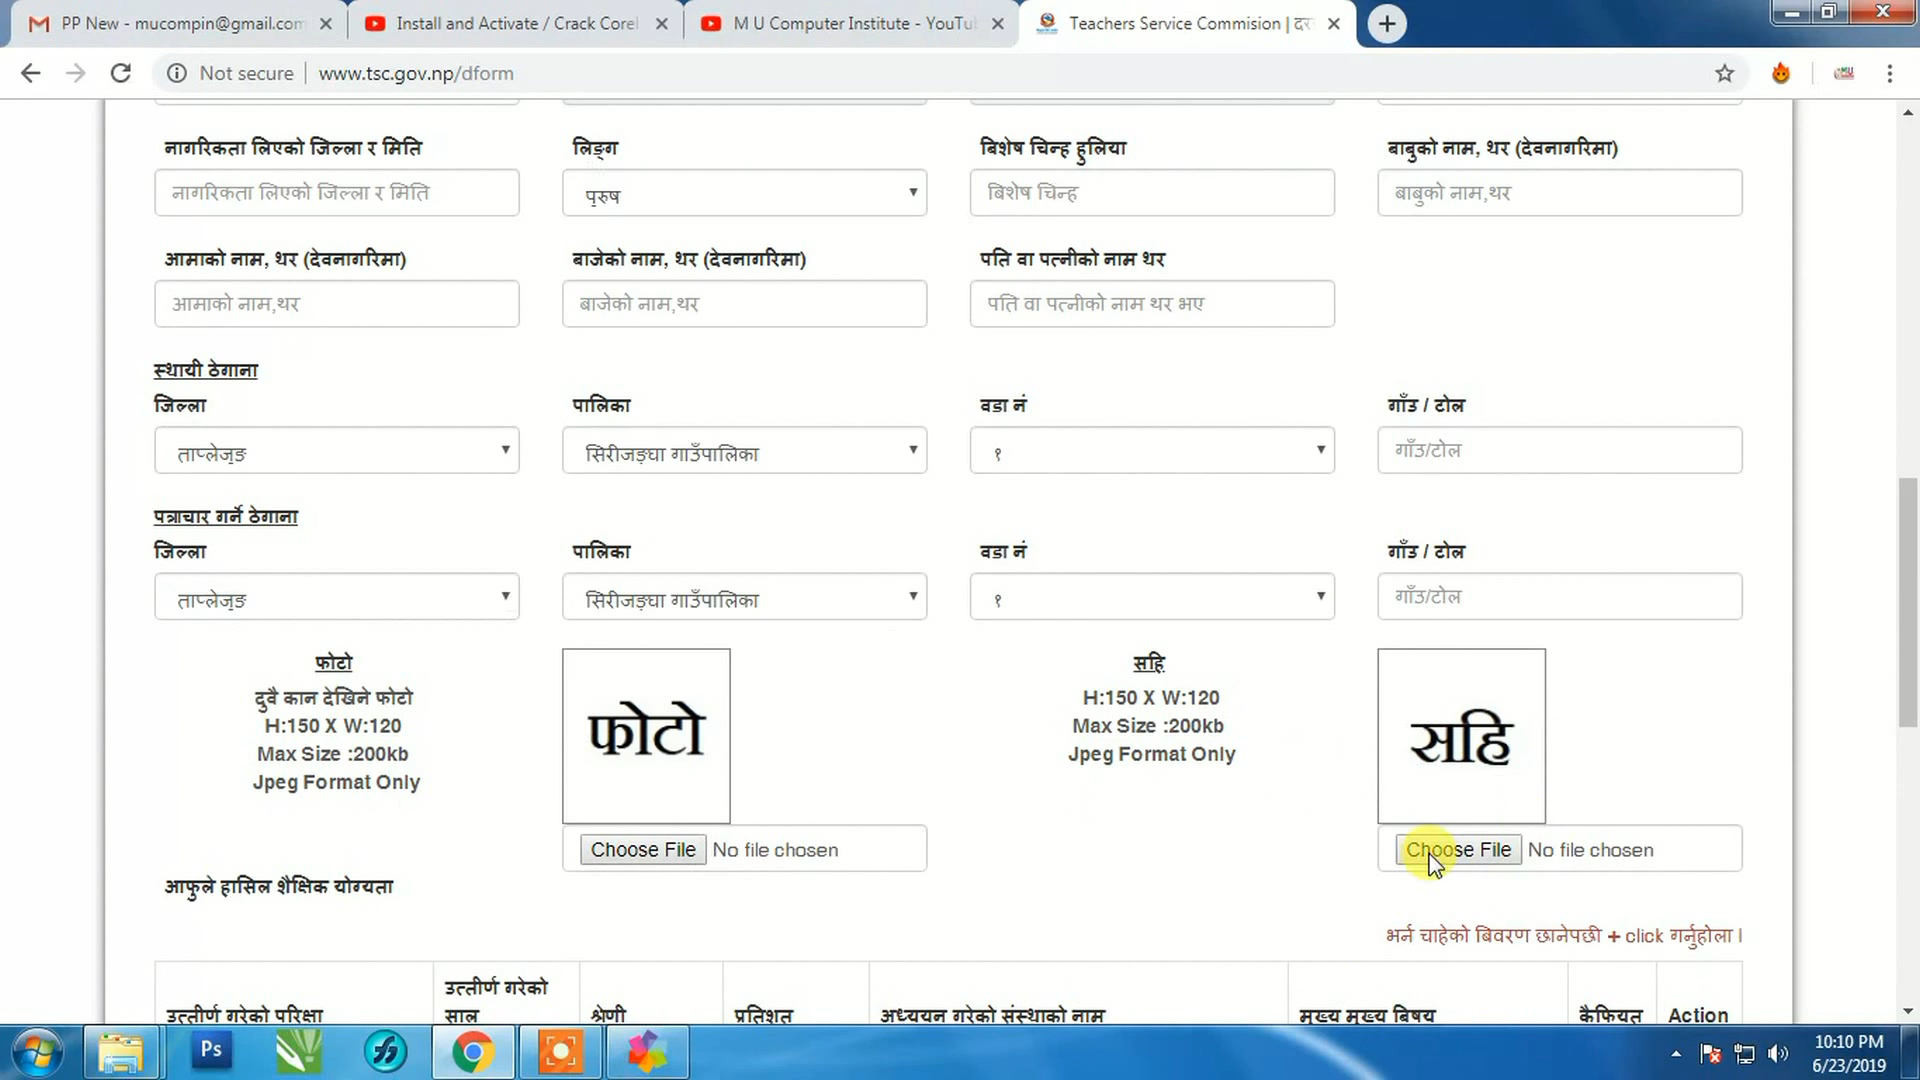 PP New - mucompin@gmail.com
Install and Activate / Crack Corel
M U Computer Institute - YouTu
Teachers Service Commision | दर
Not secure
www.tsc.gov.np/dform
नागरिकता लिएको जिल्ला र मिति
लिङ्ग
बिशेष चिन्ह हुलिया
बाबुको नाम, थर (देवनागरिमा)
नागरिकता लिएको जिल्ला र मिति
पुरुष
बिशेष चिन्ह
बाबुको नाम,थर
आमाको नाम, थर (देवनागरिमा)
बाजेको नाम, थर (देवनागरिमा)
पति वा पत्नीको नाम थर
आमाको नाम,थर
बाजेको नाम,थर
पति वा पत्नीको नाम थर भए
स्थायी ठेगाना
जिल्ला
पालिका
वडा नं
गाँउ / टोल
ताप्लेजुङ
सिरीजङ्घा गाउँपालिका
१
गाँउ/टोल
पत्राचार गर्ने ठेगाना
जिल्ला
पालिका
वडा नं
गाँउ / टोल
ताप्लेजुङ
सिरीजङ्घा गाउँपालिका
१
गाँउ/टोल
फोटो
दुवै कान देखिने फोटो
H:150 X W:120
Max Size :200kb
Jpeg Format Only
फोटो
Choose File No file chosen
सहि
H:150 X W:120
Max Size :200kb
Jpeg Format Only
सहि
Choose File No file chosen
आफुले हासिल शैक्षिक योग्यता
भर्न चाहेको बिवरण छानेपछी + click गर्नुहोला ।
उत्तीर्ण गरेको परिक्षा
उत्तीर्ण गरेको
साल
श्रेणी
प्रतिशत
अध्ययन गरेको संस्थाको नाम
मुख्य मुख्य बिषय
कैफियत
Action
Ps
10:10 PM
6/23/2019